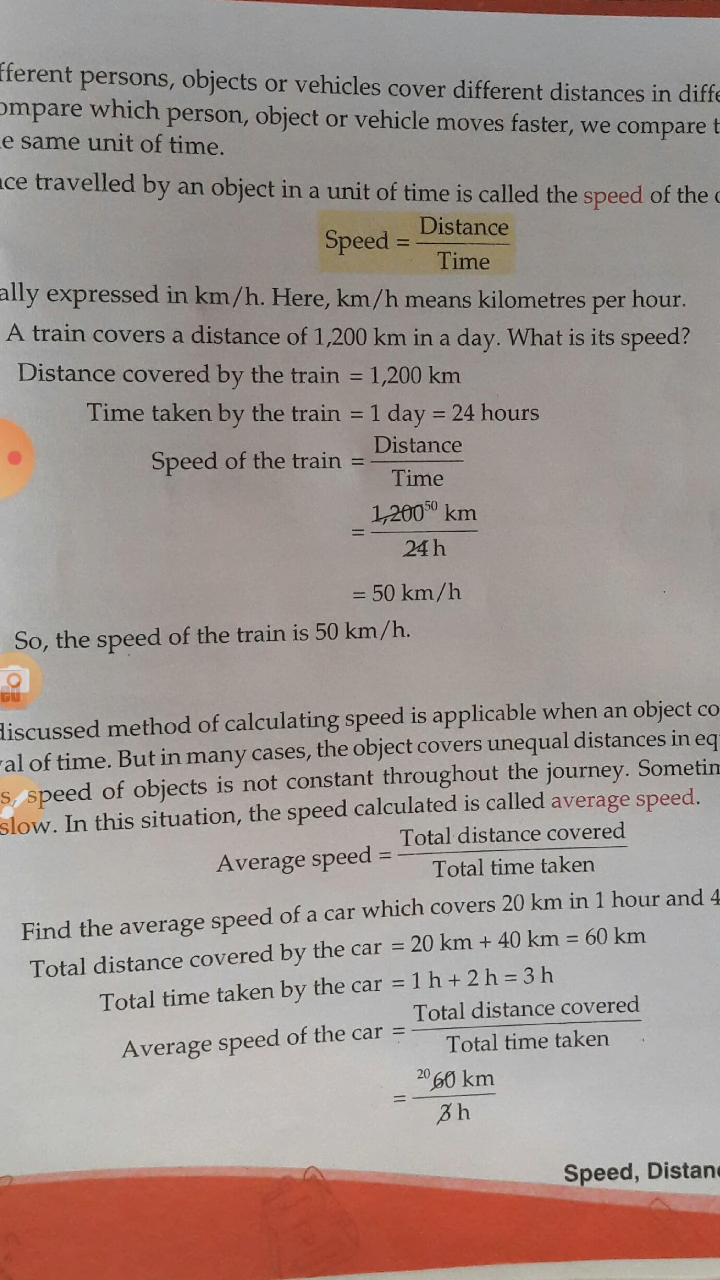 fferent persons, objects or vehicles cover different distances in diffe
ompare which person, object or vehicle moves faster, we compare t
e same unit of time.
nce travelled by an object in a unit of time is called the speed of the o
Speed = Distance
Time
ally expressed in km/h. Here, km/h means kilometres per hour.
A train covers a distance of 1,200 km in a day. What is its speed?
Distance covered by the train = 1,200 km
Time taken by the train = 1 day = 24 hours
Speed of the train = Distance
Time
= 1,200 50 km
24 h
= 50 km/h
So, the speed of the train is 50 km/h.
discussed method of calculating speed is applicable when an object co
val of time. But in many cases, the object covers unequal distances in eq
s, speed of objects is not constant throughout the journey. Sometim
slow. In this situation, the speed calculated is called average speed.
Average speed = Total distance covered
Total time taken
Find the average speed of a car which covers 20 km in 1 hour and 4
Total distance covered by the car = 20 km + 40 km = 60 km
Total time taken by the car = 1 h + 2 h = 3 h
Average speed of the car = Total distance covered
Total time taken
= 20 60 km
3 h
Speed, Distanc